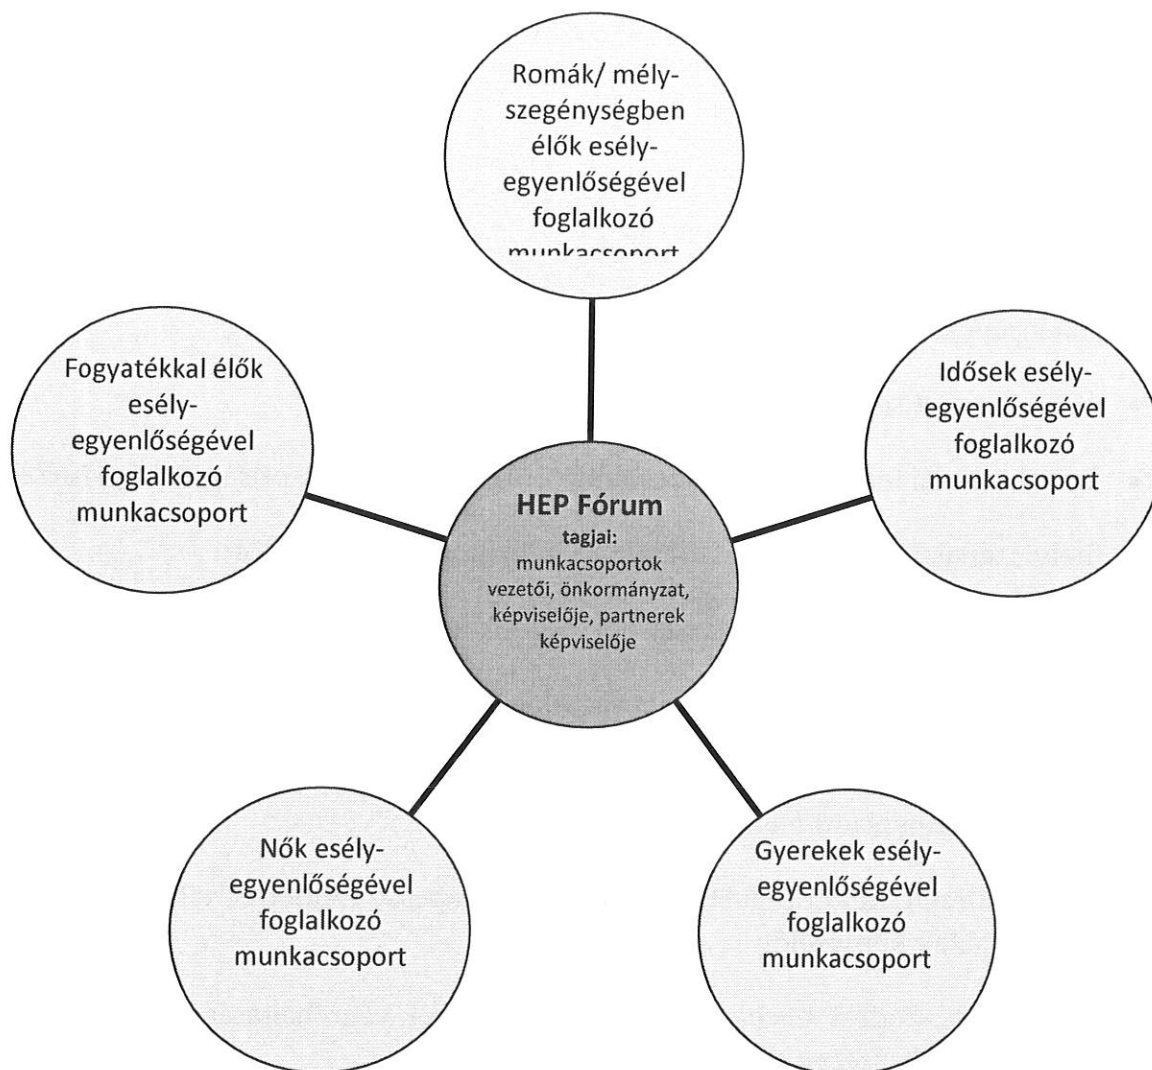 Romák/ mély-
szegénységben
élők esély-
egyenlőségével
foglalkozó
munkacsoport
Fogyatékkal élők
esély-
egyenlőségével
foglalkozó
munkacsoport
Idősek esély-
egyenlőségével
foglalkozó
munkacsoport
HEP Fórum
tagjai:
munkacsoportok
vezetői, önkormányzat,
képviselője, partnerek
képviselője
Nők esély-
egyenlőségével
foglalkozó
munkacsoport
Gyerekek esély-
egyenlőségével
foglalkozó
munkacsoport